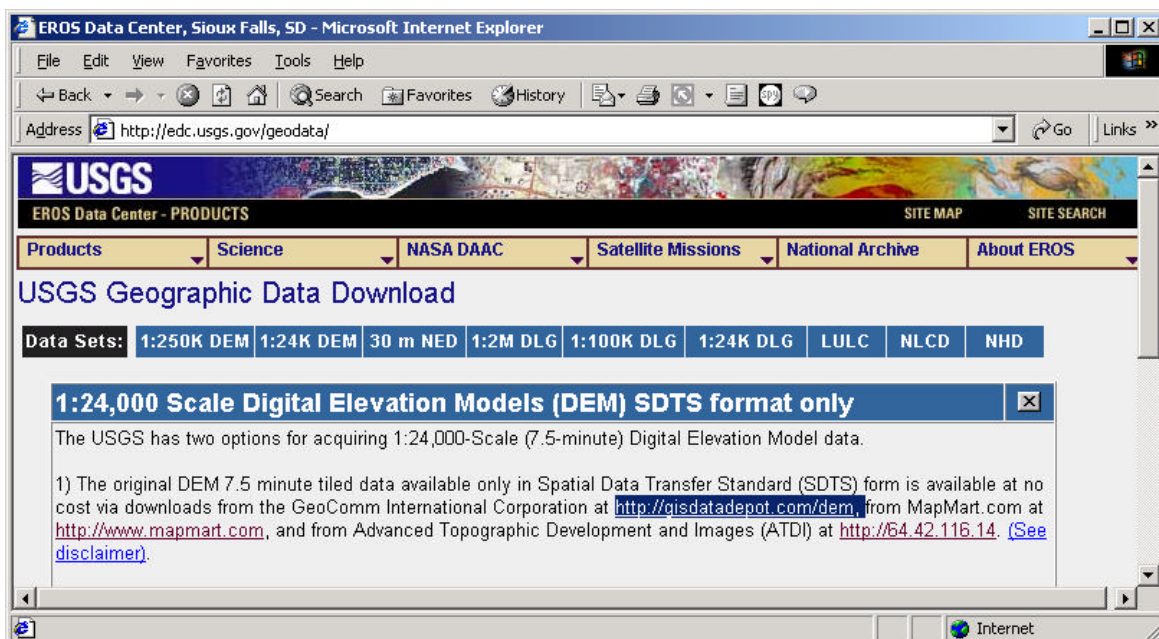 EROS Data Center, Sioux Falls, SD - Microsoft Internet Explorer
File Edit View Favorites Tools Help
Back Search Favorites History
Address http://edc.usgs.gov/geodata/ Go Links »
USGS
EROS Data Center - PRODUCTS SITE MAP SITE SEARCH
Products Science NASA DAAC Satellite Missions National Archive About EROS
USGS Geographic Data Download
Data Sets: 1:250K DEM 1:24K DEM 30 m NED 1:2M DLG 1:100K DLG 1:24K DLG LULC NLCD NHD
1:24,000 Scale Digital Elevation Models (DEM) SDTS format only
The USGS has two options for acquiring 1:24,000-Scale (7.5-minute) Digital Elevation Model data.
1) The original DEM 7.5 minute tiled data available only in Spatial Data Transfer Standard (SDTS) form is available at no
cost via downloads from the GeoComm International Corporation at http://gisdatadepot.com/dem, from MapMart.com at
http://www.mapmart.com, and from Advanced Topographic Development and Images (ATDI) at http://64.42.116.14. (See
disclaimer).
Internet